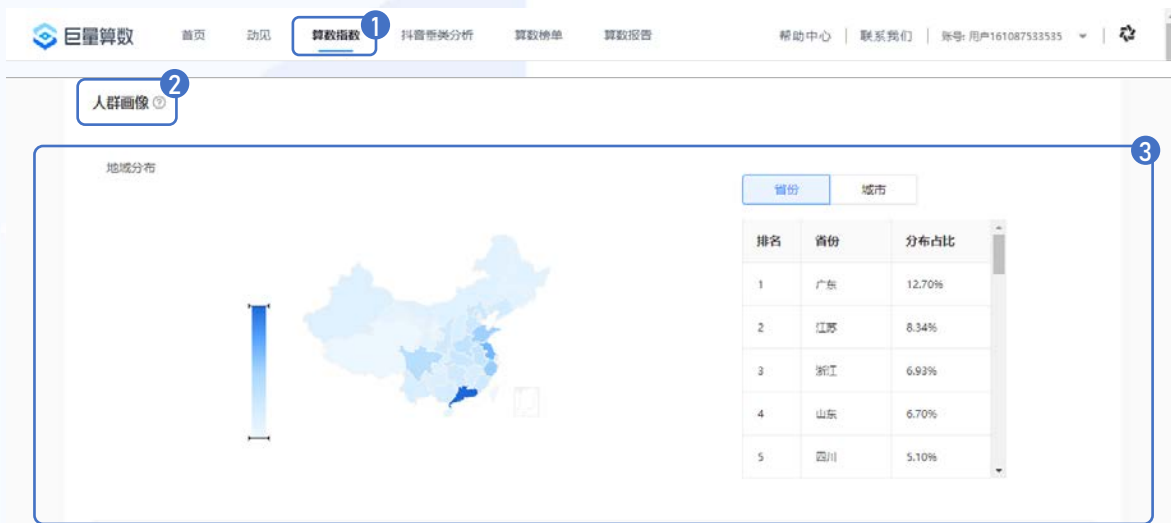 巨量算数 首页 动见 算数指数 1 抖音垂类分析 算数榜单 算数报告 帮助中心 | 联系我们 | 账号: 用户161087533535
2
人群画像 ?
3
地域分布
省份 城市
排名 省份 分布占比
1 广东 12.70%
2 江苏 8.34%
3 浙江 6.93%
4 山东 6.70%
5 四川 5.10%